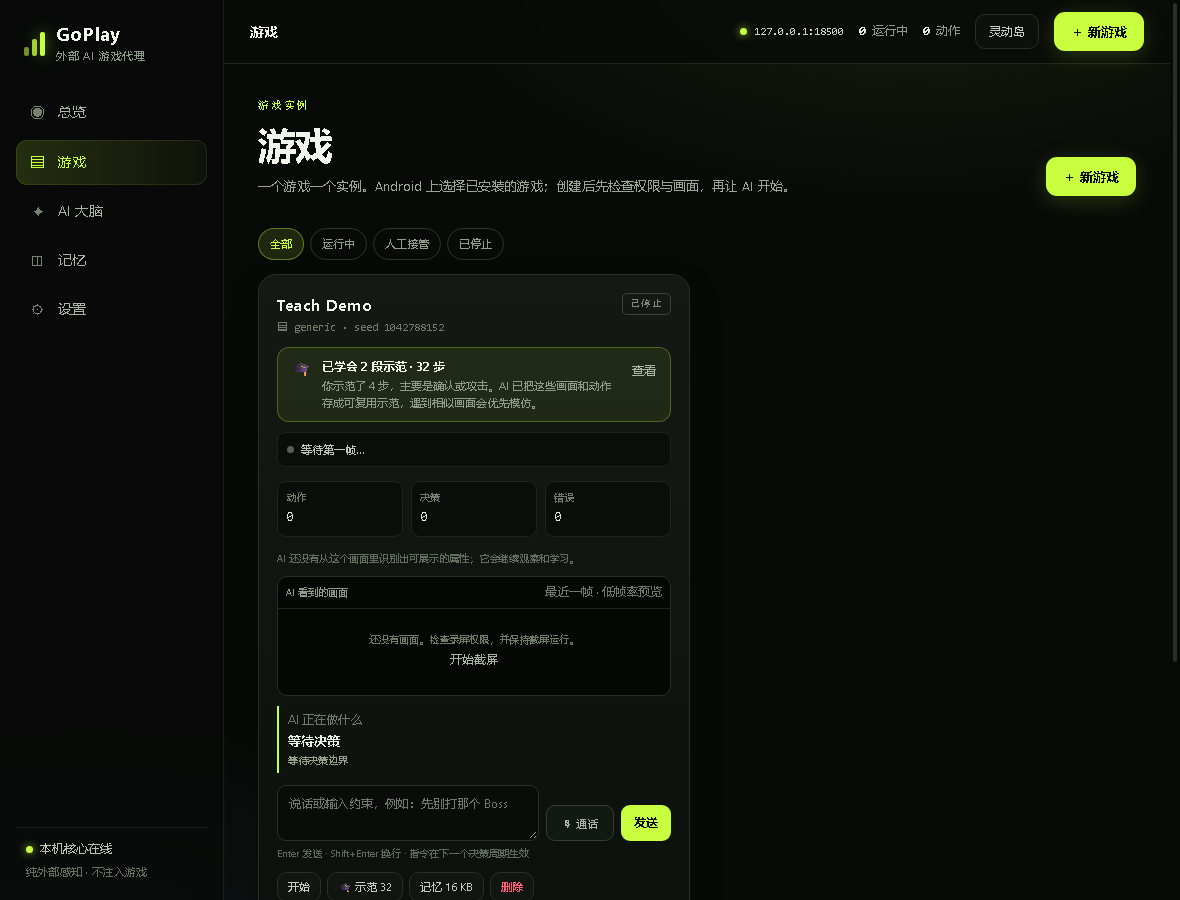 GoPlay
外部 AI 游戏代理
总览
游戏
AI 大脑
记忆
设置
本机核心在线
纯外部感知 · 不注入游戏
游戏
127.0.0.1:18500
0 运行中
0 动作
灵动岛
+ 新游戏
游戏实例
游戏
一个游戏一个实例。Android 上选择已安装的游戏；创建后先检查权限与画面，再让 AI 开始。
+ 新游戏
全部
运行中
人工接管
已停止
Teach Demo
已停止
generic · seed 1042788152
已学会 2 段示范 · 32 步
查看
你示范了 4 步，主要是确认或攻击。AI 已把这些画面和动作
存成可复用示范，遇到相似画面会优先模仿。
等待第一帧…
动作
0
决策
0
错误
0
AI 还没有从这个画面里识别出可展示的属性；它会继续观察和学习。
AI 看到的画面
最近一帧 · 低帧率预览
还没有画面。检查录屏权限，并保持截屏运行。
开始截屏
AI 正在做什么
等待决策
等待决策边界
说话或输入约束，例如：先别打那个 Boss
通话
发送
Enter 发送 · Shift+Enter 换行 · 指令在下一个决策周期生效
开始
示范 32
记忆 16 KB
删除